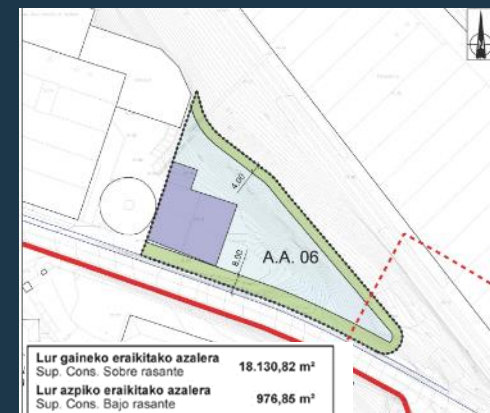 4.00
8.00
A.A. 06
Lur gaineko eraikitako azalera
Sup. Cons. Sobre rasante
18.130,82 m²
Lur azpiko eraikitako azalera
Sup. Cons. Bajo rasante
976,85 m²